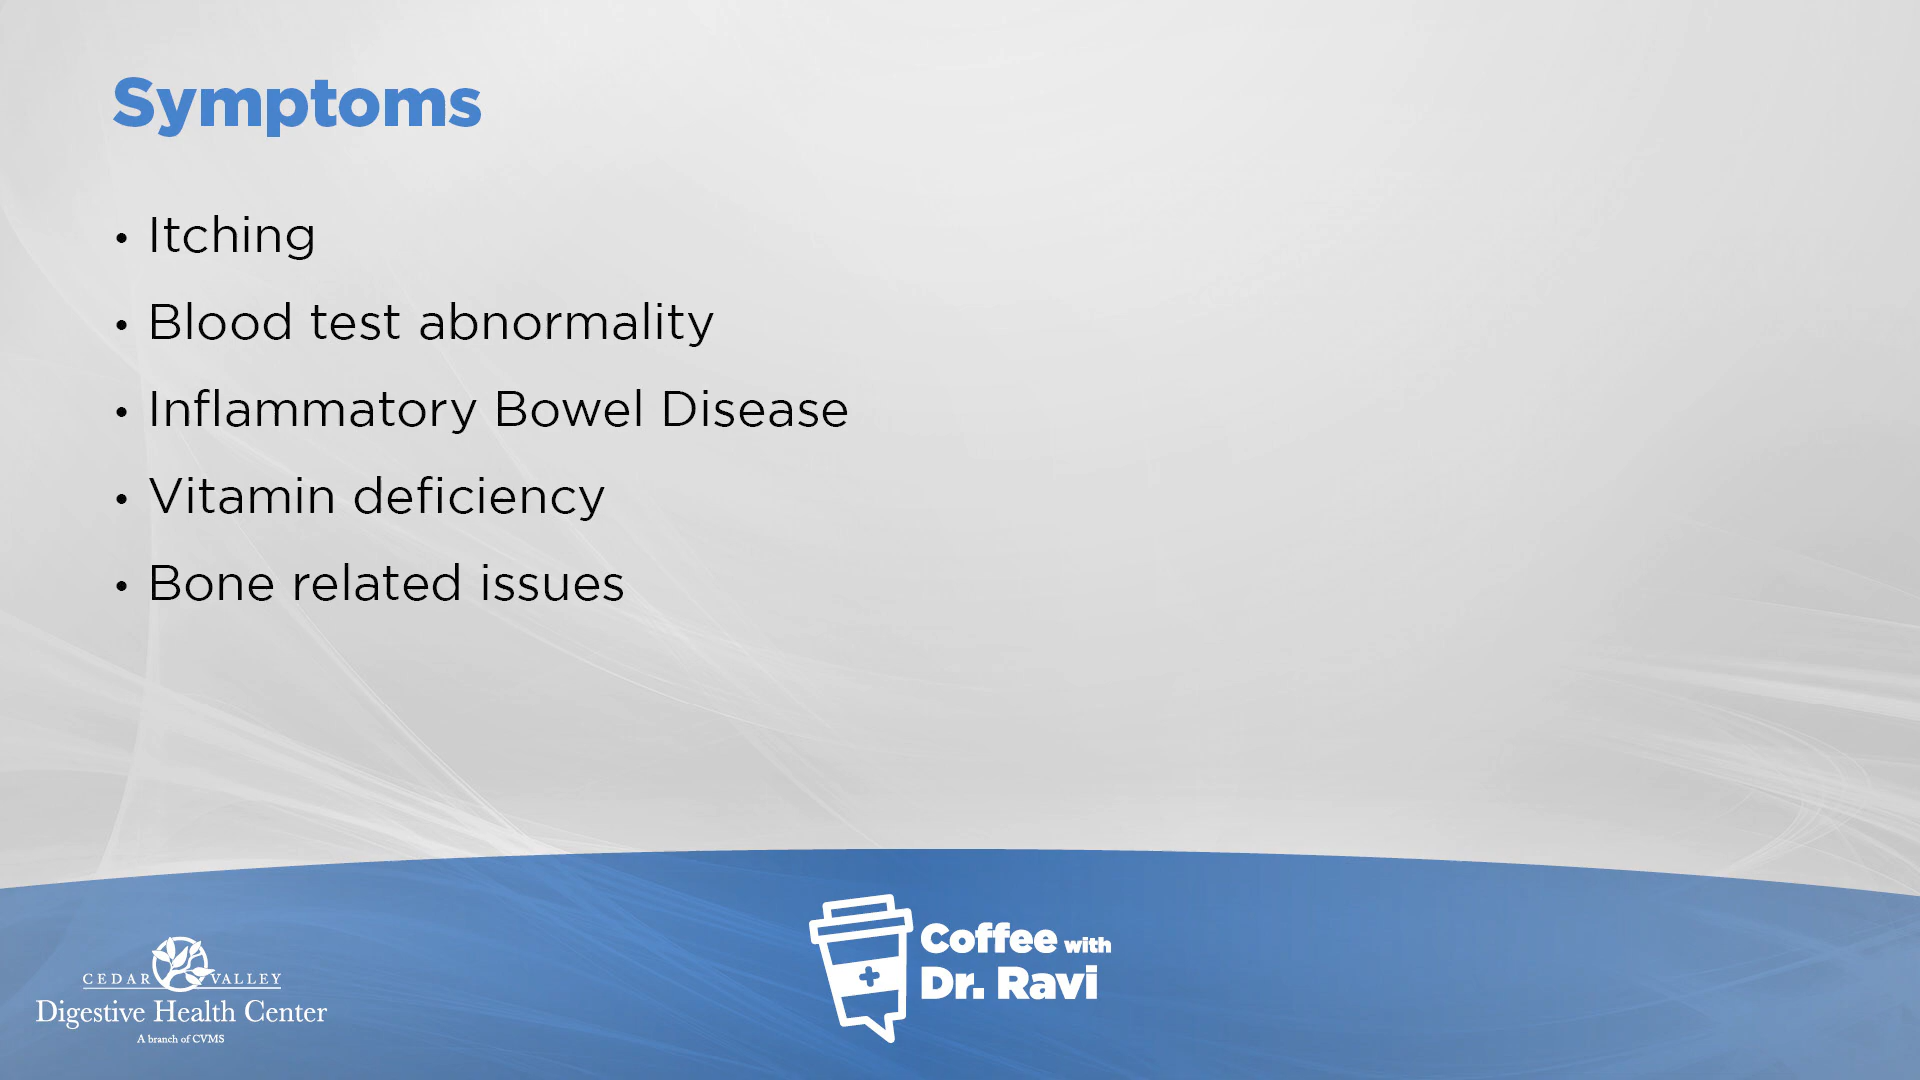 Symptoms
• Itching
• Blood test abnormality
• Inflammatory Bowel Disease
• Vitamin deficiency
• Bone related issues
CEDAR VALLEY
Digestive Health Center
A branch of CVMS
Coffee with
Dr. Ravi